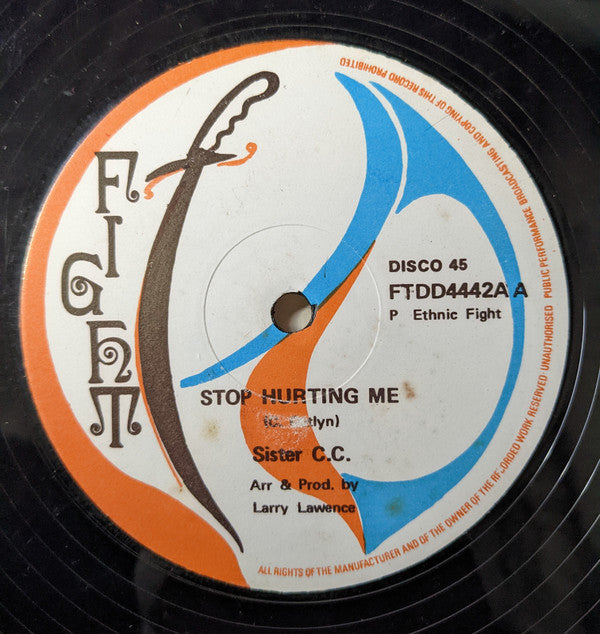 FIGHT
DISCO 45
FTDD4442A A
P Ethnic Fight
STOP HURTING ME
Sister C.C.
Arr & Prod. by
Larry Lawence
ALL RIGHTS OF THE MANUFACTURER AND OF THE OWNER OF THE RECORDED WORK RESERVED UNAUTHORISED PUBLIC PERFORMANCE BROADCASTING AND COPYING OF THIS RECORD PROHIBITED